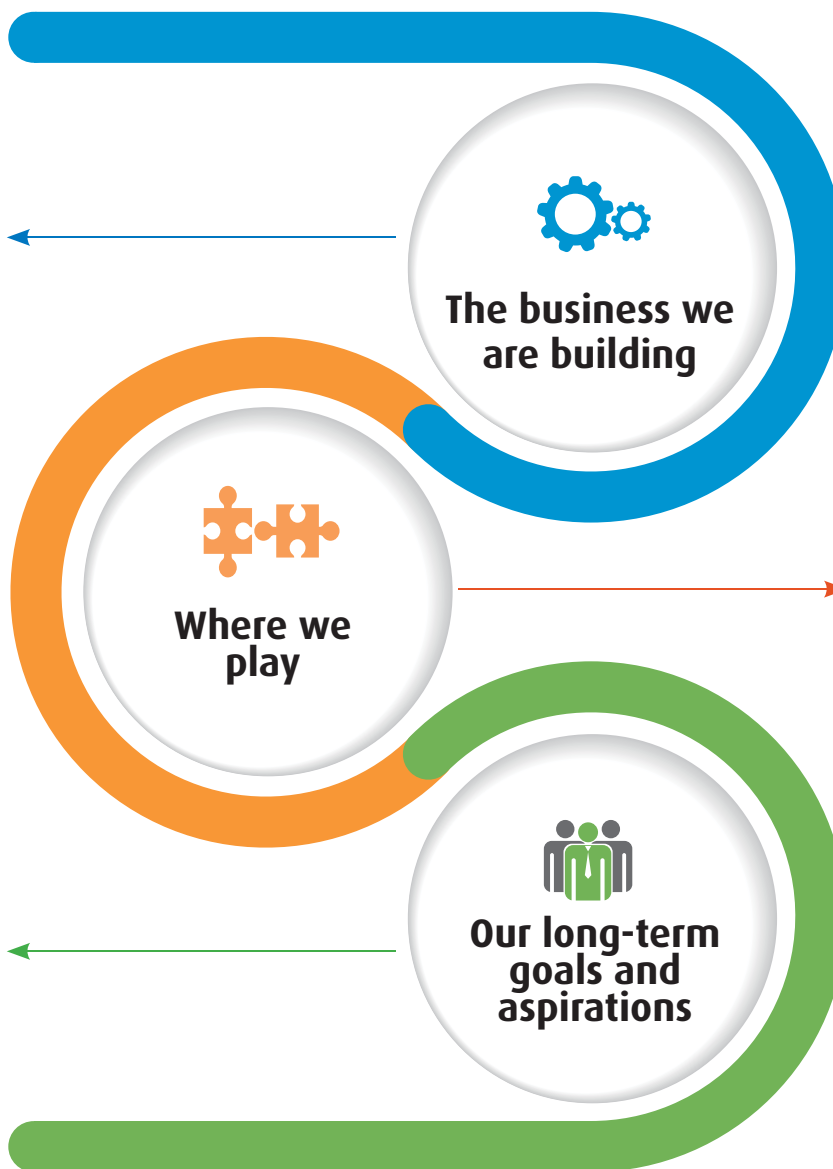 The business we
are building
Where we
play
Our long-term
goals and
aspirations